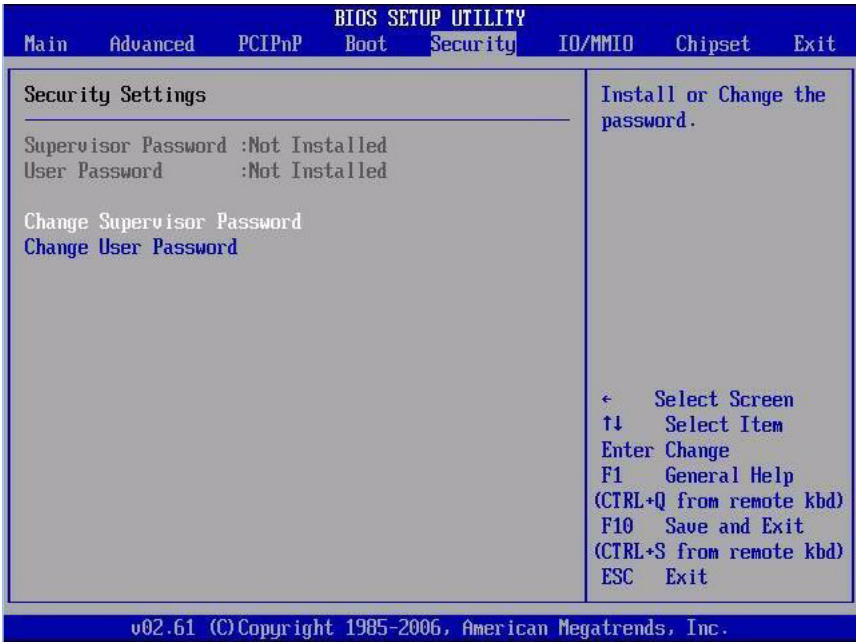 BIOS SETUP UTILITY
Main Advanced PCIPnP Boot Security IO/MMIO Chipset Exit
Security Settings
Supervisor Password :Not Installed
User Password :Not Installed
Change Supervisor Password
Change User Password
Install or Change the
password.
← Select Screen
↑↓ Select Item
Enter Change
F1 General Help
(CTRL+Q from remote kbd)
F10 Save and Exit
(CTRL+S from remote kbd)
ESC Exit
v02.61 (C)Copyright 1985-2006, American Megatrends, Inc.